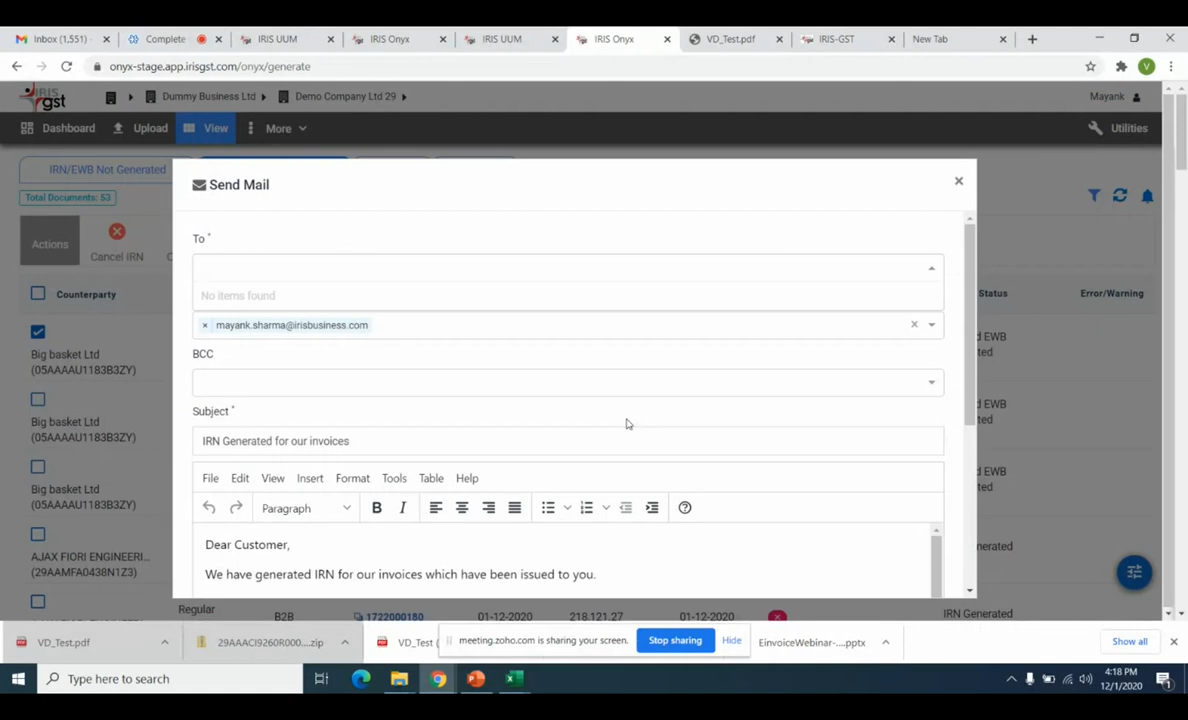 Inbox (1,551)
Complete
IRIS UUM
IRIS Onyx
IRIS UUM
IRIS Onyx
VD_Test.pdf
IRIS-GST
New Tab
onyx-stage.app.irisgst.com/onyx/generate
V
IRIS gst
Dummy Business Ltd
Demo Company Ltd 29
Mayank
Dashboard
Upload
View
More
Utilities
IRN/EWB Not Generated
Total Documents: 53
Actions
Cancel IRN
Counterparty
Status
Error/Warning
Big basket Ltd
(05AAAAU1183B3ZY)
Big basket Ltd
(05AAAAU1183B3ZY)
Big basket Ltd
(05AAAAU1183B3ZY)
AJAX FIORI ENGINEERI...
(29AAMFA0438N1Z3)
Send Mail
To *
No items found
mayank.sharma@irisbusiness.com
BCC
Subject *
IRN Generated for our invoices
File Edit View Insert Format Tools Table Help
Paragraph B I
Dear Customer,
We have generated IRN for our invoices which have been issued to you.
d EWB
ted
d EWB
ted
d EWB
ted
nerated
Regular B2B 1722000180 01-12-2020 218,121.27 01-12-2020 IRN Generated
VD_Test.pdf
29AAACI9260R000....zip
VD_Test (
meeting.zoho.com is sharing your screen.
Stop sharing
Hide
EinvoiceWebinar-....pptx
Show all
Type here to search
4:18 PM
12/1/2020
1